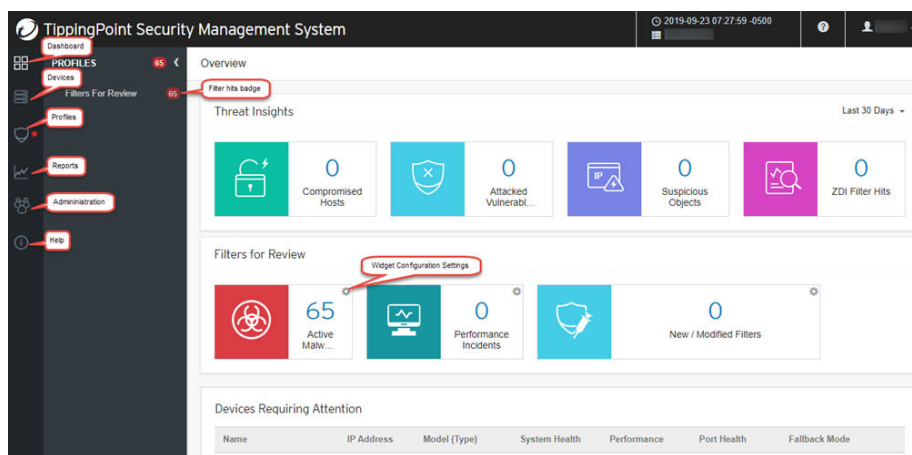 TippingPoint Security Management System
2019-09-23 07:27:59 -0500
Dashboard
PROFILES 65
Overview
Devices
Filters For Review 65
Filter hits badge
Threat Insights
Last 30 Days
Profiles
Reports
0
Compromised
Hosts
0
Attacked
Vulnerabl...
IP
0
Suspicious
Objects
0
ZDI Filter Hits
Admininistration
Help
Filters for Review
Widget Configuration Settings
65
Active
Malw...
0
Performance
Incidents
0
New / Modified Filters
Devices Requiring Attention
Name IP Address Model (Type) System Health Performance Port Health Fallback Mode